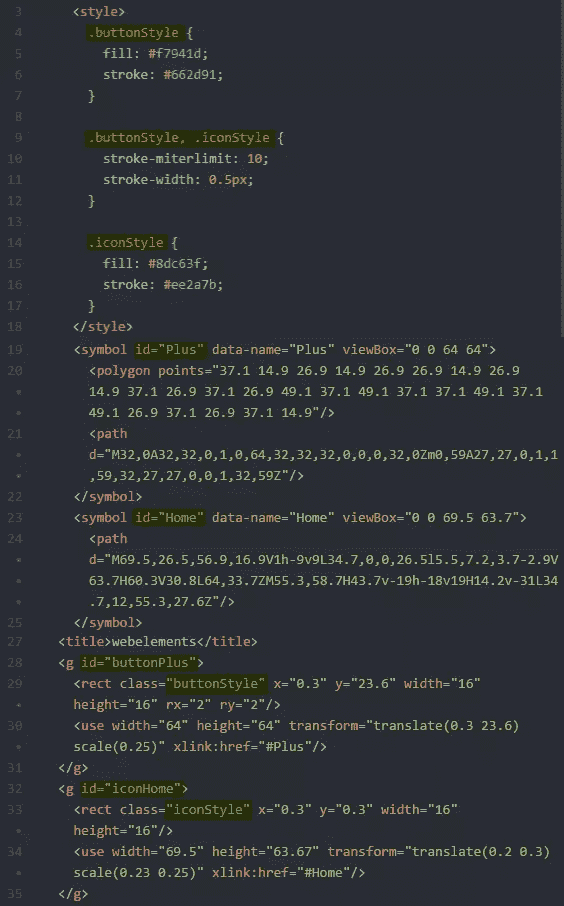 3 <style>
4 .buttonStyle {
5 fill: #f7941d;
6 stroke: #662d91;
7 }
8
9 .buttonStyle, .iconStyle {
10 stroke-miterlimit: 10;
11 stroke-width: 0.5px;
12 }
13
14 .iconStyle {
15 fill: #8dc63f;
16 stroke: #ee2a7b;
17 }
18 </style>
19 <symbol id="Plus" data-name="Plus" viewBox="0 0 64 64">
20 <polygon points="37.1 14.9 26.9 14.9 26.9 26.9 14.9 26.9
• 14.9 37.1 26.9 37.1 26.9 49.1 37.1 49.1 37.1 37.1 49.1 37.1
• 49.1 26.9 37.1 26.9 37.1 14.9"/>
21 <path
• d="M32,0A32,32,0,1,0,64,32,32,32,0,0,0,32,0Zm0,59A27,27,0,1,1
• ,59,32,27,27,0,0,1,32,59Z"/>
22 </symbol>
23 <symbol id="Home" data-name="Home" viewBox="0 0 69.5 63.7">
24 <path
• d="M69.5,26.5,56.9,16.9V1h-9v9L34.7,0,0,26.5l5.5,7.2,3.7-2.9V
• 63.7H60.3V30.8L64,33.7ZM55.3,58.7H43.7v-19h-18v19H14.2v-31L34
• .7,12,55.3,27.6Z"/>
25 </symbol>
27 <title>webelements</title>
28 <g id="buttonPlus">
29 <rect class="buttonStyle" x="0.3" y="23.6" width="16"
• height="16" rx="2" ry="2"/>
30 <use width="64" height="64" transform="translate(0.3 23.6)
• scale(0.25)" xlink:href="#Plus"/>
31 </g>
32 <g id="iconHome">
33 <rect class="iconStyle" x="0.3" y="0.3" width="16"
• height="16"/>
34 <use width="69.5" height="63.67" transform="translate(0.2 0.3)
• scale(0.23 0.25)" xlink:href="#Home"/>
35 </g>